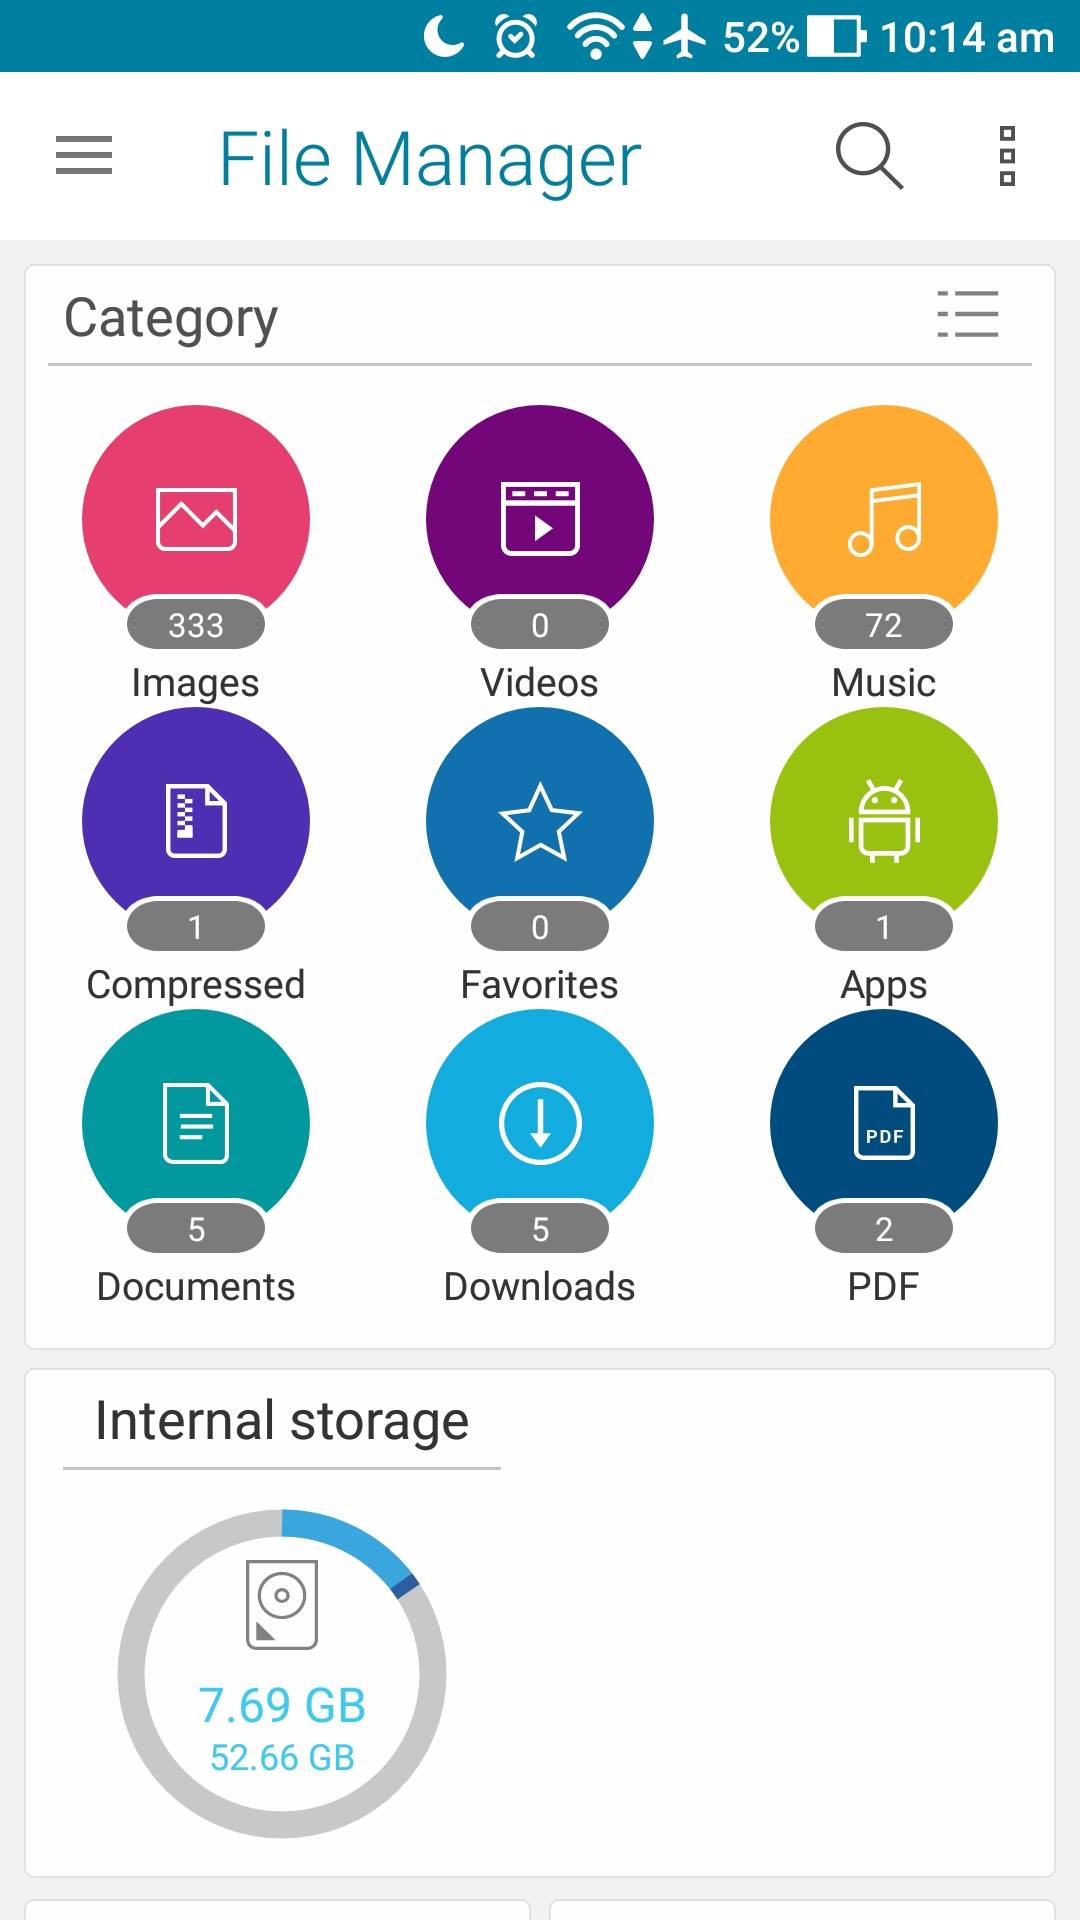 52% 10:14 am
File Manager
Category
333 0 72
Images Videos Music
1 0 1
Compressed Favorites Apps
PDF
5 5 2
Documents Downloads PDF
Internal storage
7.69 GB
52.66 GB